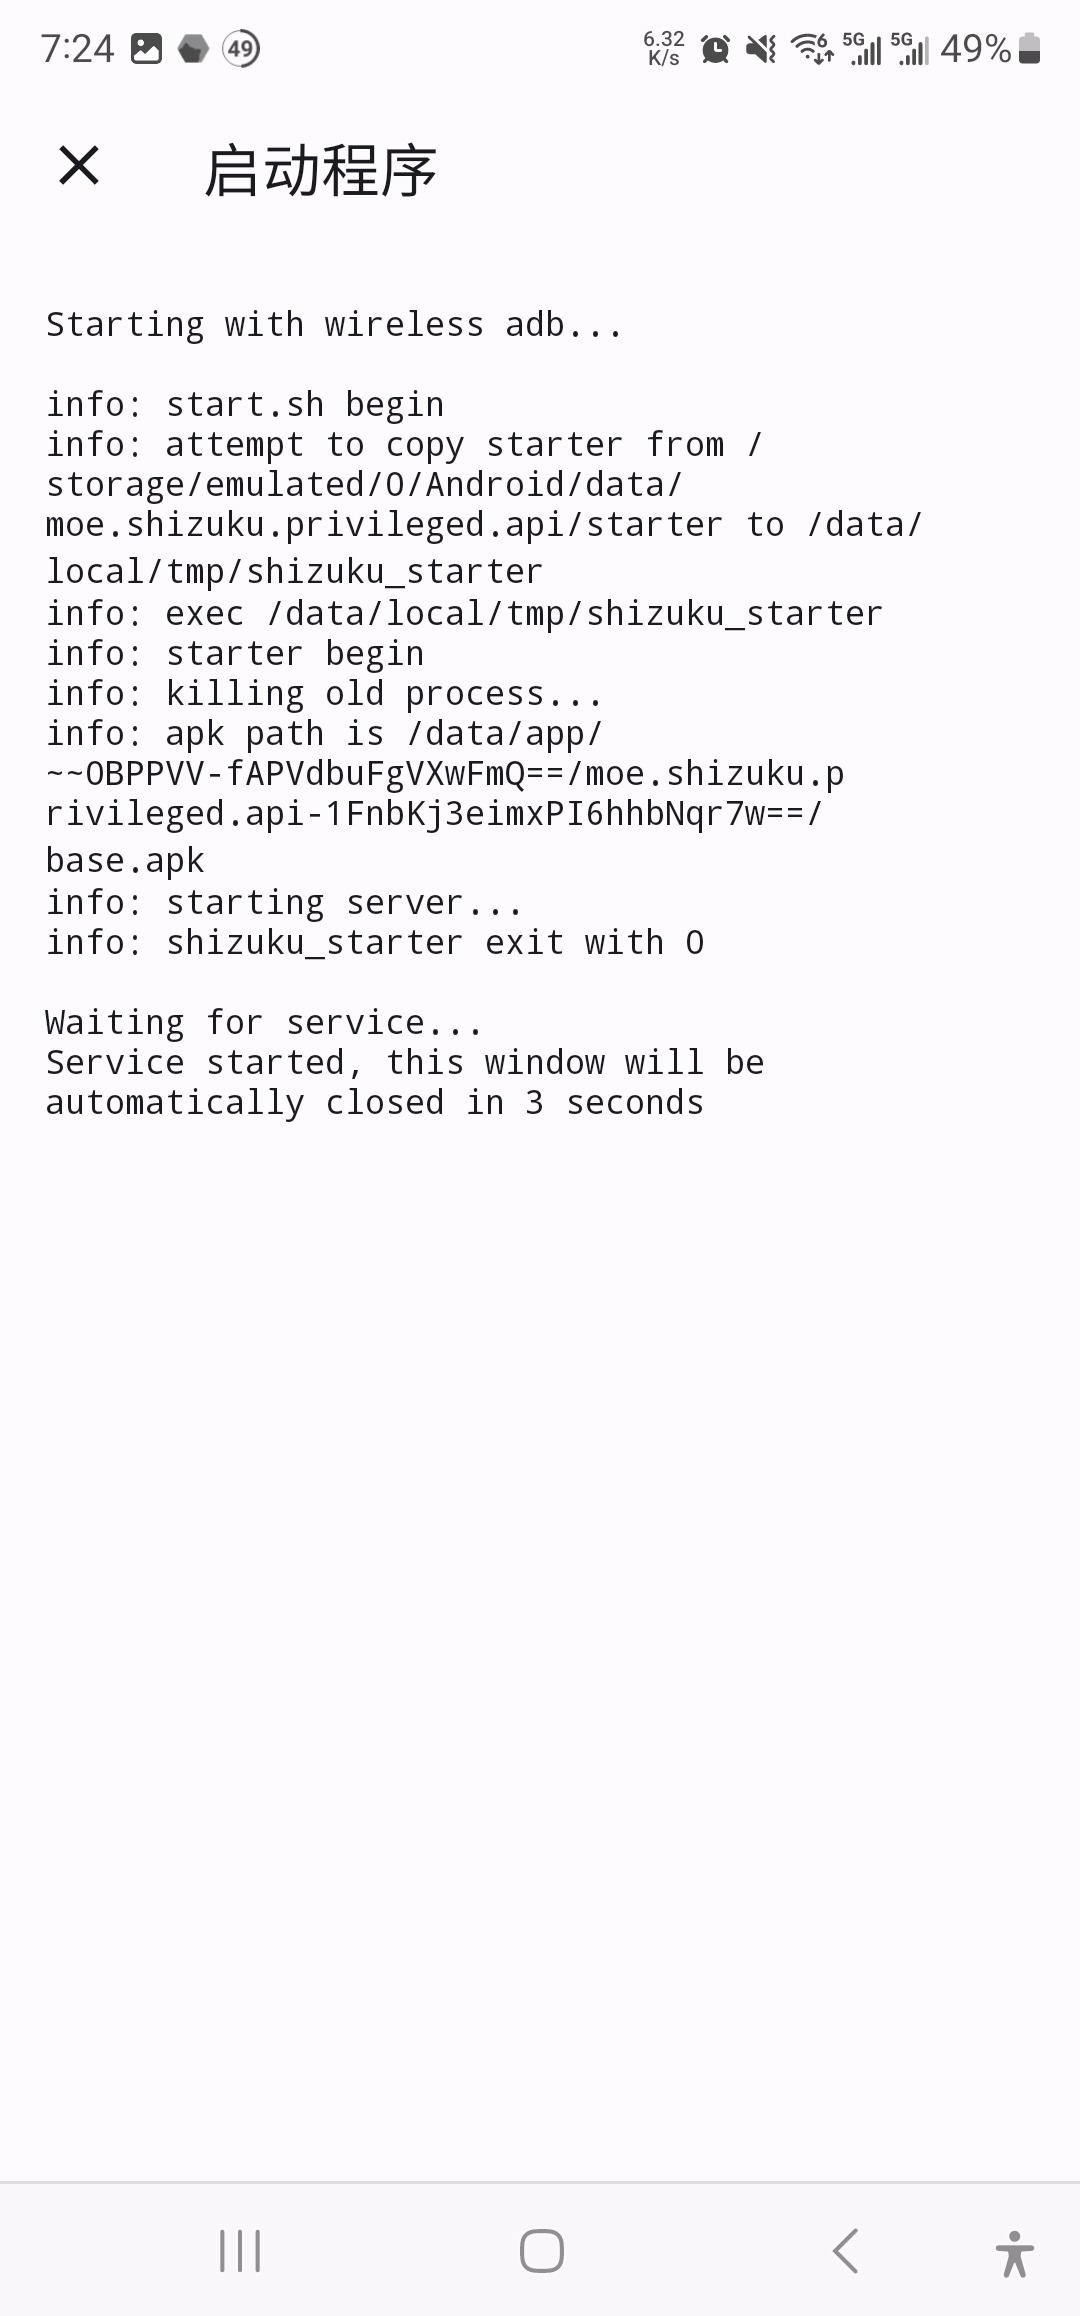 7:24
49
6.32
K/s
6
5G
5G
49%
启动程序
Starting with wireless adb...
info: start.sh begin
info: attempt to copy starter from /
storage/emulated/0/Android/data/
moe.shizuku.privileged.api/starter to /data/
local/tmp/shizuku_starter
info: exec /data/local/tmp/shizuku_starter
info: starter begin
info: killing old process...
info: apk path is /data/app/
~~OBPPVV-fAPVdbuFgVXwFmQ==/moe.shizuku.p
rivileged.api-1FnbKj3eimxPI6hhbNqr7w==/
base.apk
info: starting server...
info: shizuku_starter exit with 0
Waiting for service...
Service started, this window will be
automatically closed in 3 seconds